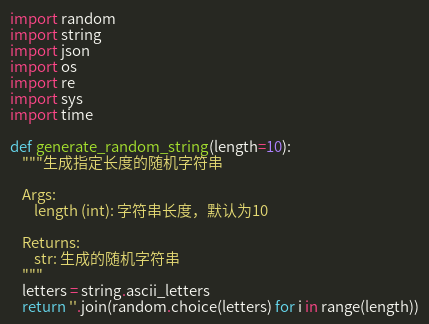 import random
import string
import json
import os
import re
import sys
import time

def generate_random_string(length=10):
    """生成指定长度的随机字符串

    Args:
        length (int): 字符串长度，默认为10

    Returns:
        str: 生成的随机字符串
    """
    letters = string.ascii_letters
    return ''.join(random.choice(letters) for i in range(length))